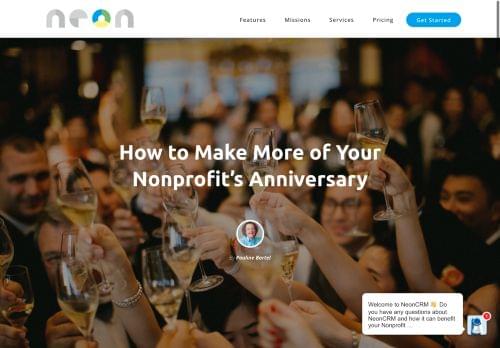 neon
Features Missions Services Pricing Get Started
How to Make More of Your
Nonprofit's Anniversary
by Pauline Bartel
Welcome to NeonCRM 👋 Do
you have any questions about
NeonCRM and how it can benefit
your Nonprofit ...
1